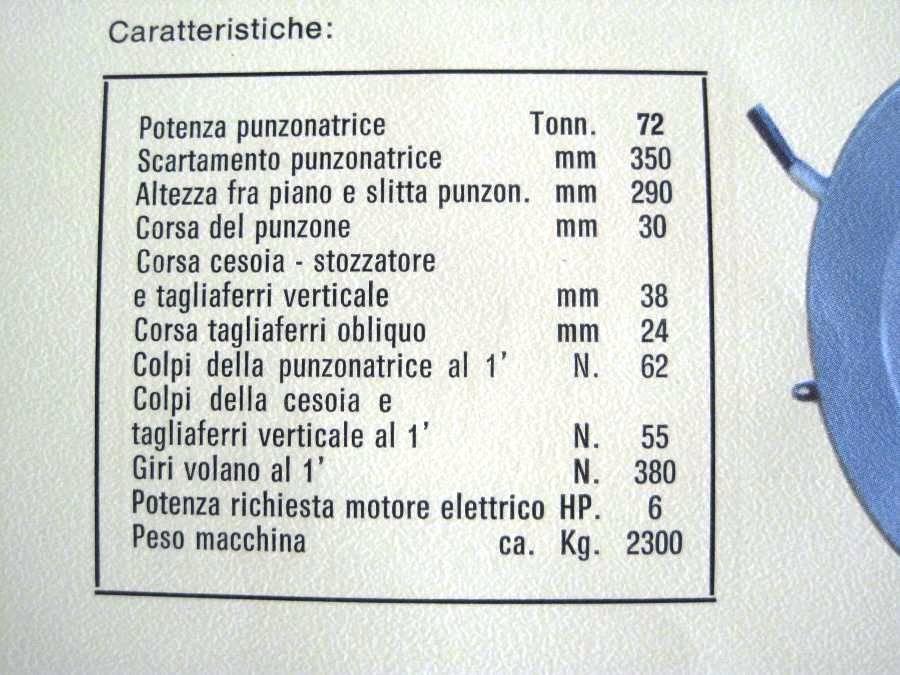 Caratteristiche:
Potenza punzonatrice Tonn. 72
Scartamento punzonatrice mm 350
Altezza fra piano e slitta punzon. mm 290
Corsa del punzone mm 30
Corsa cesoia - stozzatore
e tagliaferri verticale mm 38
Corsa tagliaferri obliquo mm 24
Colpi della punzonatrice al 1' N. 62
Colpi della cesoia e
tagliaferri verticale al 1' N. 55
Giri volano al 1' N. 380
Potenza richiesta motore elettrico HP. 6
Peso macchina ca. Kg. 2300